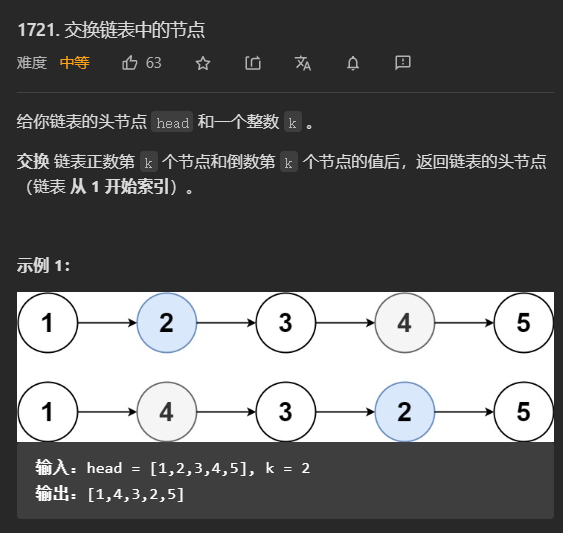 1721. 交换链表中的节点
难度 中等 63
给你链表的头节点 head 和一个整数 k 。
交换 链表正数第 k 个节点和倒数第 k 个节点的值后，返回链表的头节点
（链表 从 1 开始索引）。
示例 1：
1 2 3 4 5
1 4 3 2 5
输入：head = [1,2,3,4,5], k = 2
输出：[1,4,3,2,5]